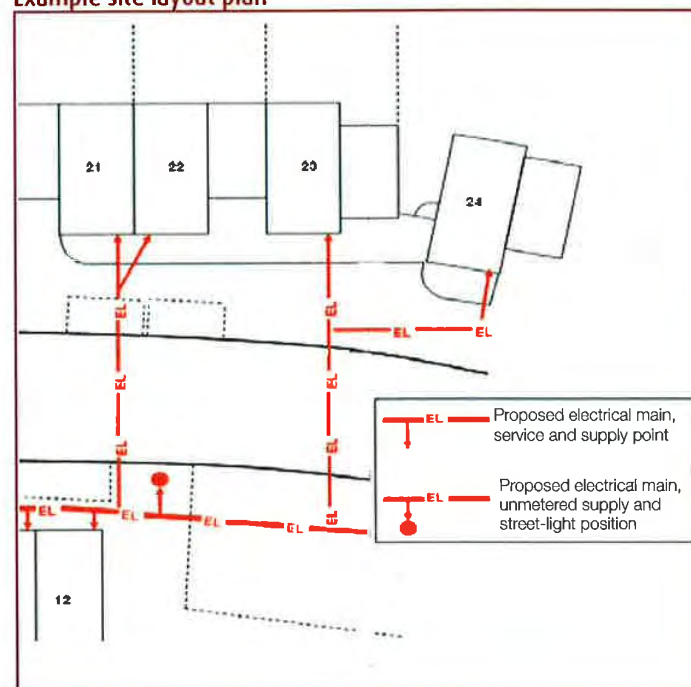 Example site layout plan
21
22
23
24
EL
EL
EL
EL
EL
EL
EL
EL
EL
EL
EL
EL
EL
EL
12
EL
Proposed electrical main,
service and supply point
EL
Proposed electrical main,
unmetered supply and
street-light position